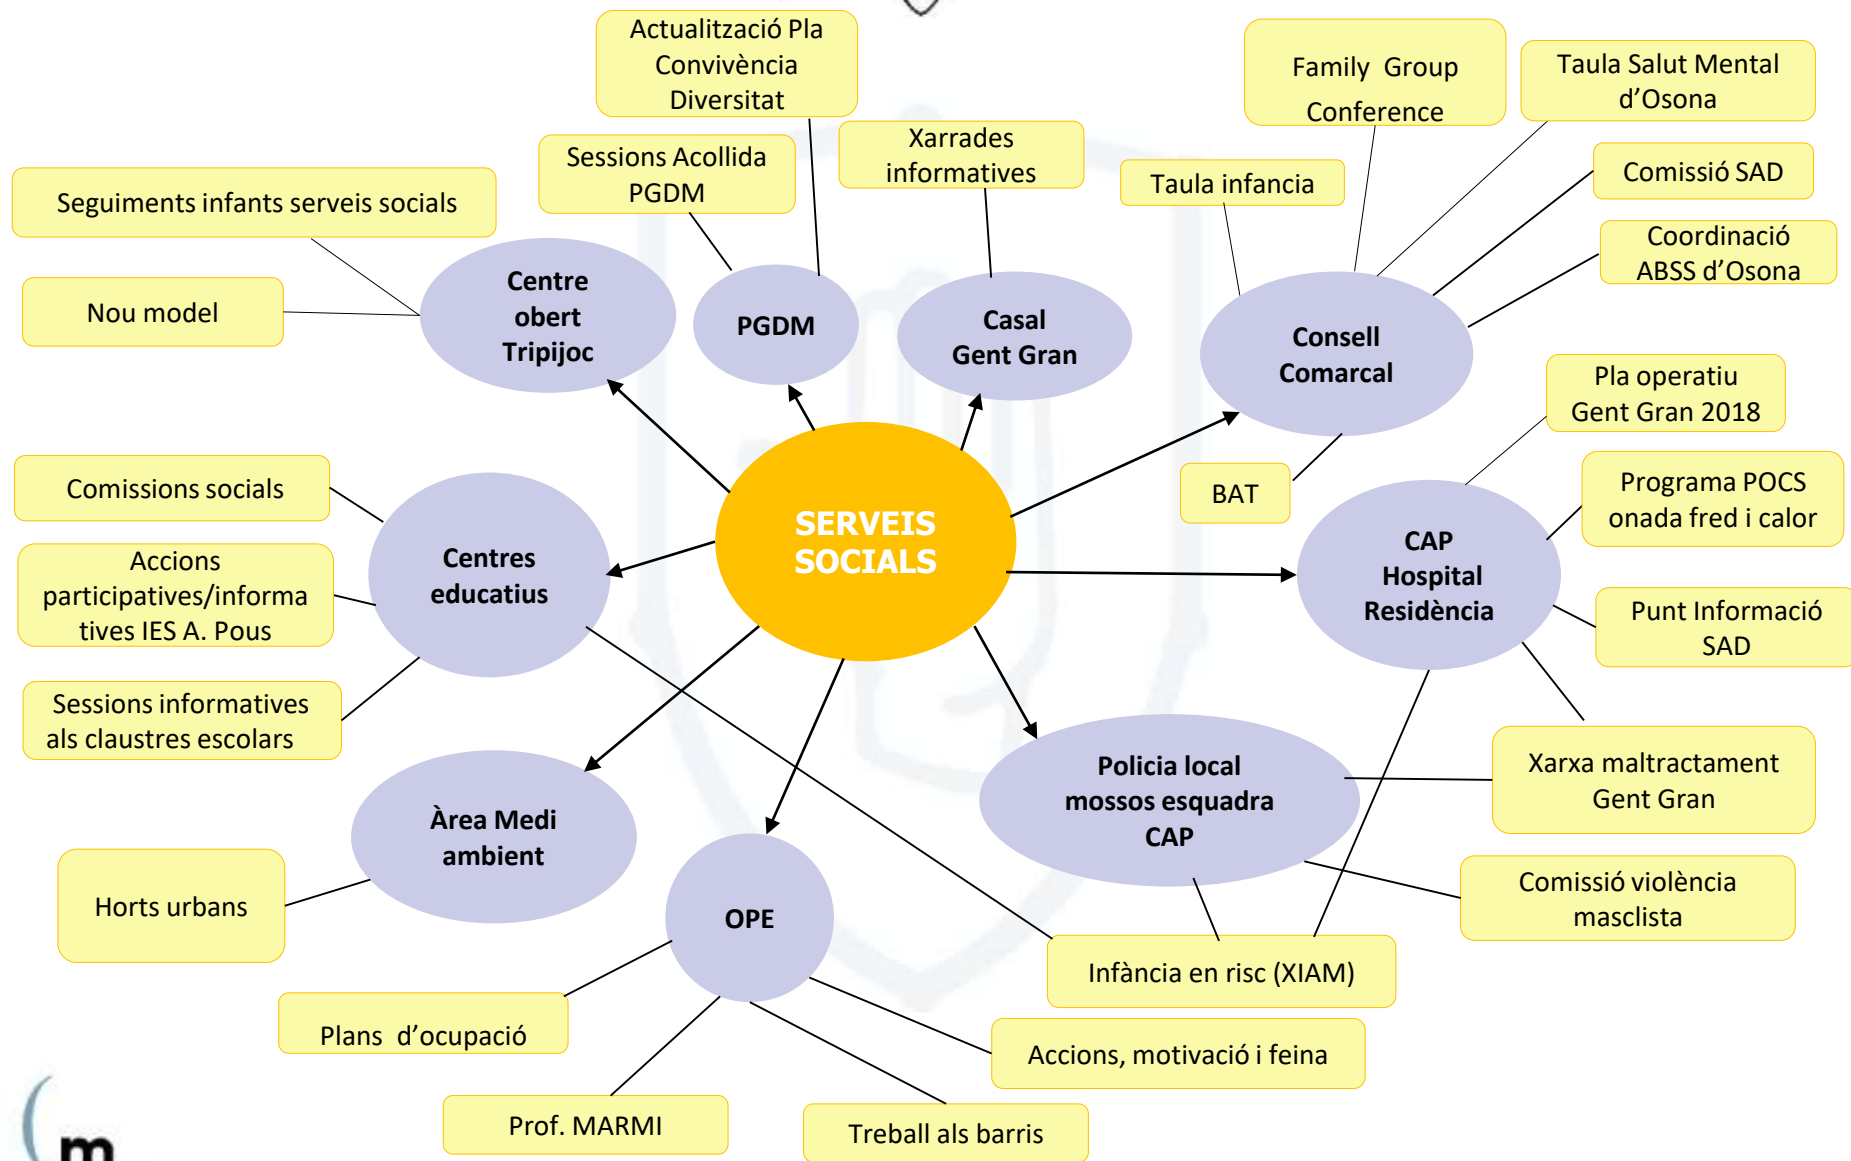 Actualització Pla
Convivència
Diversitat
Family Group
Conference
Taula Salut Mental
d’Osona
Sessions Acollida
PGDM
Xarrades
informatives
Taula infancia
Comissió SAD
Seguiments infants serveis socials
Coordinació
ABSS d’Osona
Nou model
Centre
obert
Tripijoc
PGDM
Casal
Gent Gran
Consell
Comarcal
Pla operatiu
Gent Gran 2018
Comissions socials
BAT
Programa POCS
onada fred i calor
SERVEIS
SOCIALS
Centres
educatius
CAP
Hospital
Residència
Accions
participatives/informa
tives IES A. Pous
Punt Informació
SAD
Sessions informatives
als claustres escolars
Policia local
mossos esquadra
CAP
Xarxa maltractament
Gent Gran
Àrea Medi
ambient
Horts urbans
OPE
Comissió violència
masclista
Infància en risc (XIAM)
Plans d’ocupació
Accions, motivació i feina
Prof. MARMI
Treball als barris
m